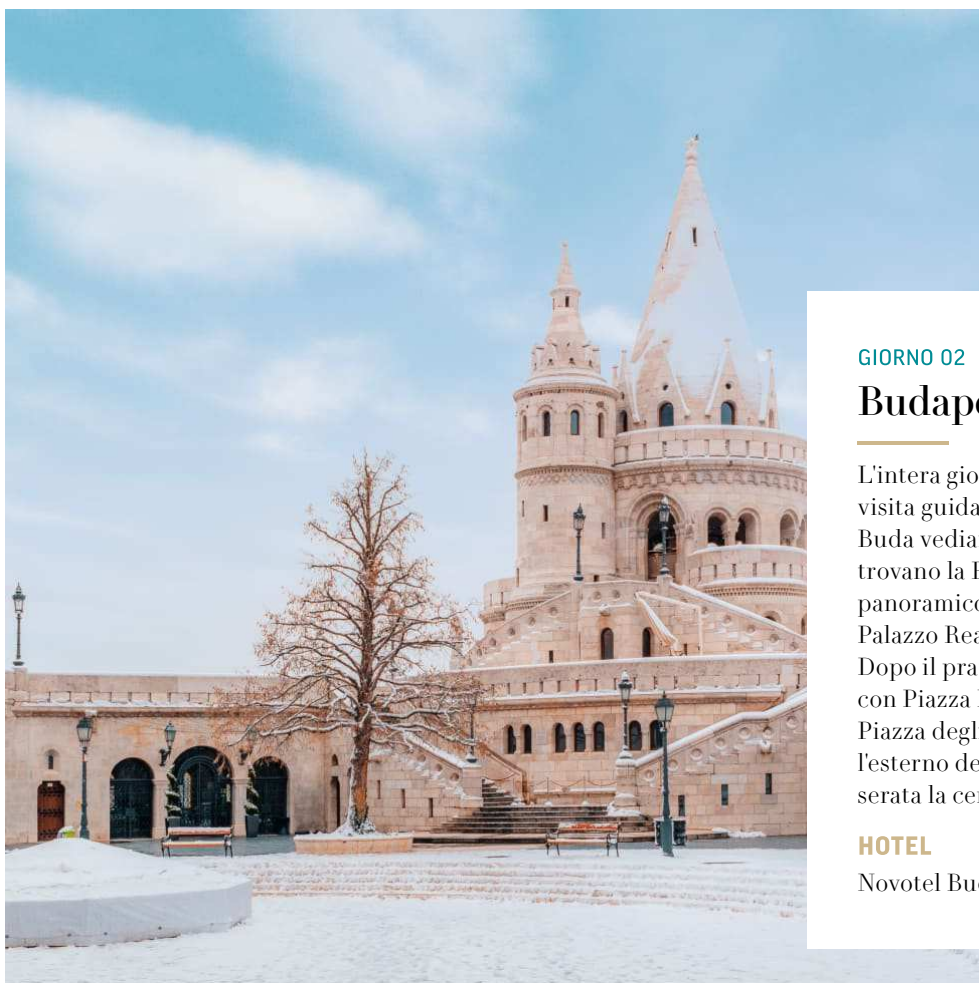 GIORNO 02
Budape
L'intera gio
visita guida
Buda vedia
trovano la
panoramico
Palazzo Rea
Dopo il pra
con Piazza
Piazza degl
l'esterno de
serata la ce
HOTEL
Novotel Bu